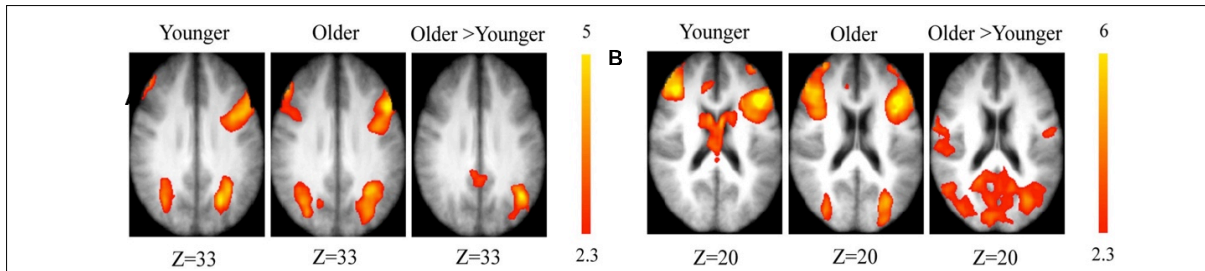 Younger Older Older >Younger 5
A
Z=33 Z=33 Z=33 2.3
B
Younger Older Older >Younger 6
Z=20 Z=20 Z=20 2.3